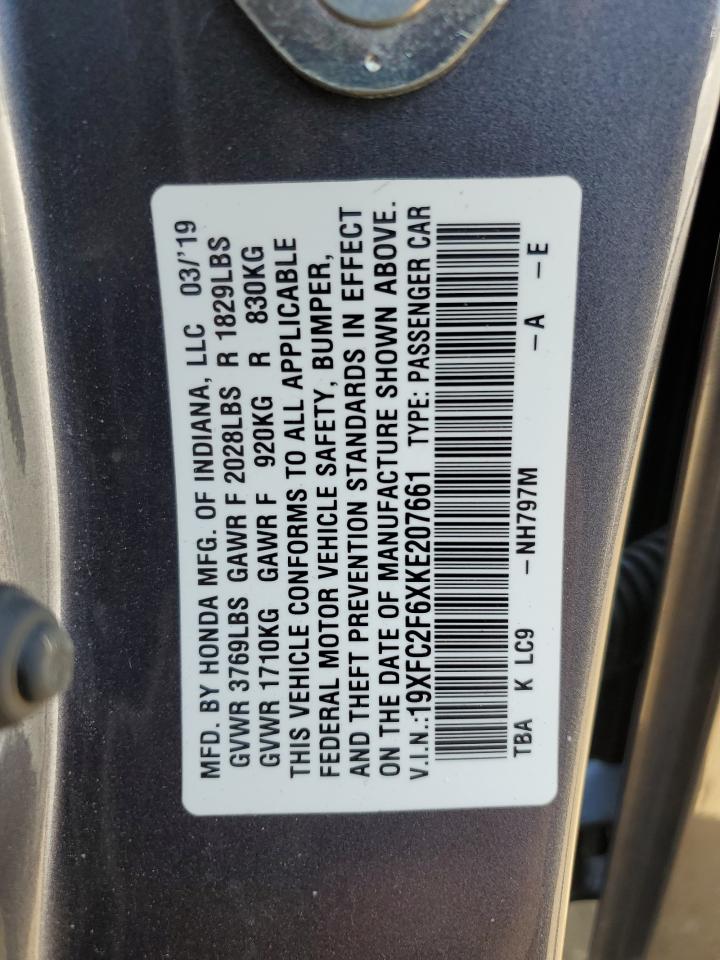 MFD. BY HONDA MFG. OF INDIANA, LLC 03/'19
GVWR 3769LBS GAWR F 2028LBS R 1829LBS
GVWR 1710KG GAWR F 920KG R 830KG
THIS VEHICLE CONFORMS TO ALL APPLICABLE
FEDERAL MOTOR VEHICLE SAFETY, BUMPER,
AND THEFT PREVENTION STANDARDS IN EFFECT
ON THE DATE OF MANUFACTURE SHOWN ABOVE.
V.I.N.:19XFC2F6XKE207661 TYPE: PASSENGER CAR
TBA K LC9 -NH797M -A -E